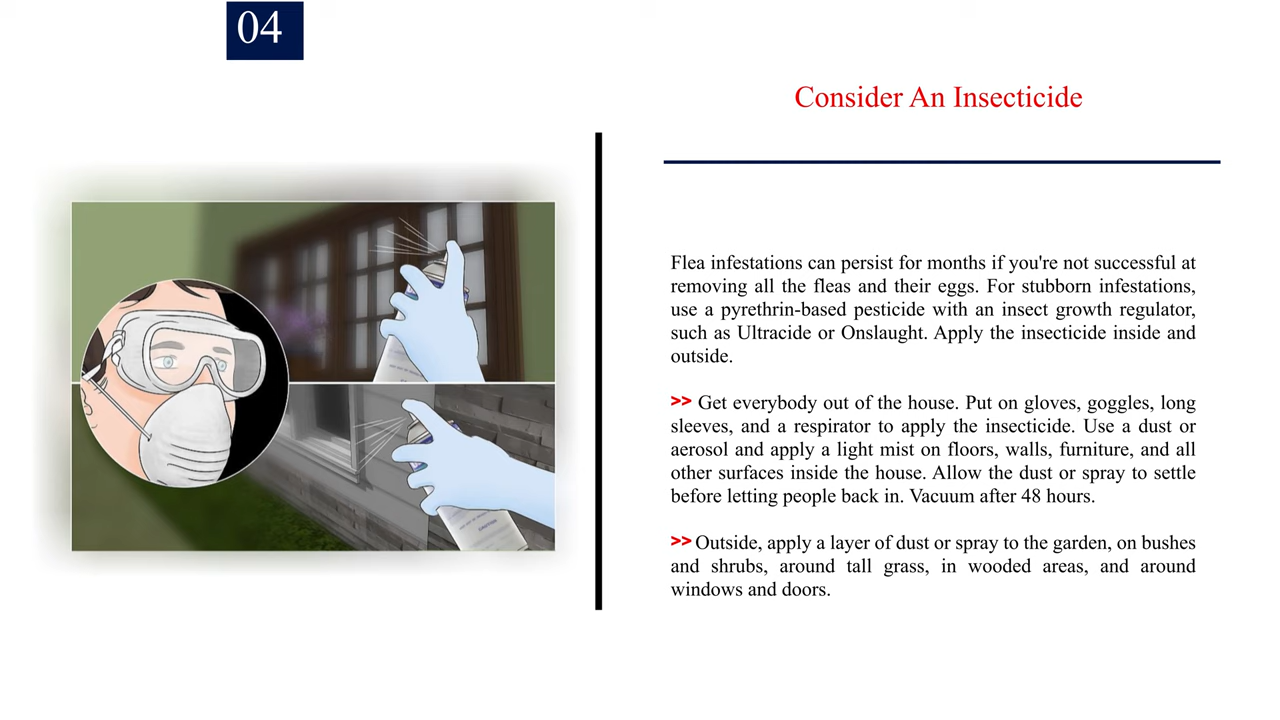 04
Consider An Insecticide
Flea infestations can persist for months if you're not successful at
removing all the fleas and their eggs. For stubborn infestations,
use a pyrethrin-based pesticide with an insect growth regulator,
such as Ultracide or Onslaught. Apply the insecticide inside and
outside.
>> Get everybody out of the house. Put on gloves, goggles, long
sleeves, and a respirator to apply the insecticide. Use a dust or
aerosol and apply a light mist on floors, walls, furniture, and all
other surfaces inside the house. Allow the dust or spray to settle
before letting people back in. Vacuum after 48 hours.
>> Outside, apply a layer of dust or spray to the garden, on bushes
and shrubs, around tall grass, in wooded areas, and around
windows and doors.